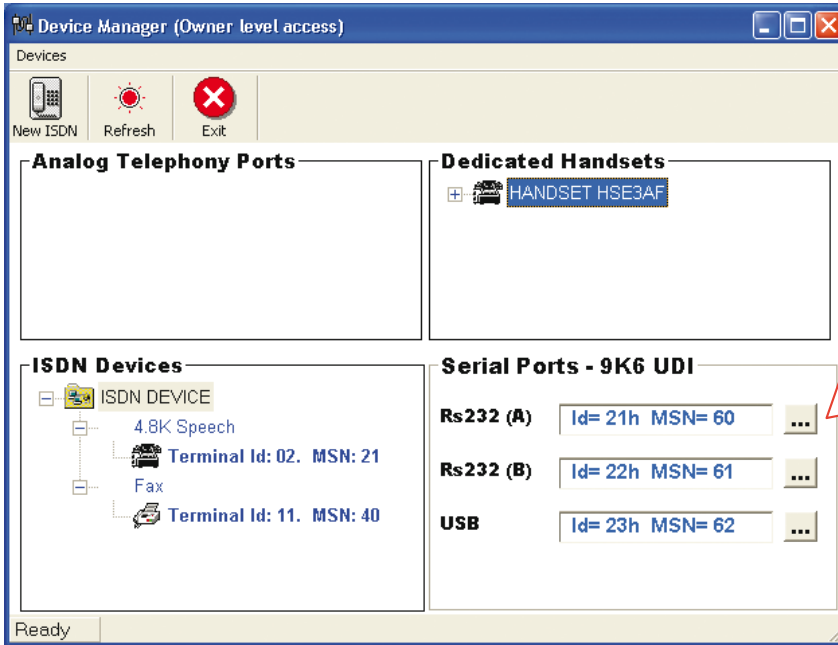 Device Manager (Owner level access)
Devices
New ISDN Refresh Exit
Analog Telephony Ports
Dedicated Handsets
HANDSET HSE3AF
ISDN Devices
ISDN DEVICE
4.8K Speech
Terminal Id: 02. MSN: 21
Fax
Terminal Id: 11. MSN: 40
Serial Ports - 9K6 UDI
Rs232 (A) Id= 21h MSN= 60 ...
Rs232 (B) Id= 22h MSN= 61 ...
USB Id= 23h MSN= 62 ...
Ready